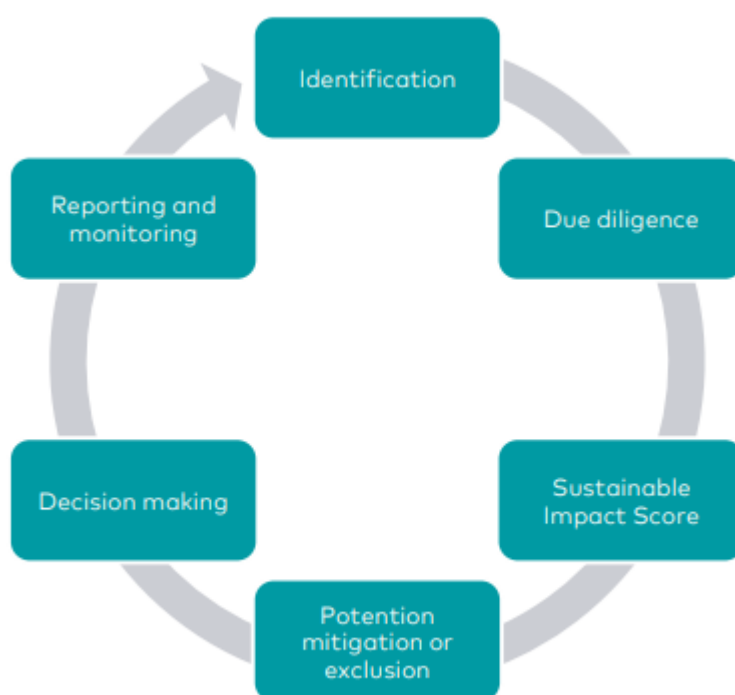 Identification
Due diligence
Sustainable
Impact Score
Potention
mitigation or
exclusion
Decision making
Reporting and
monitoring